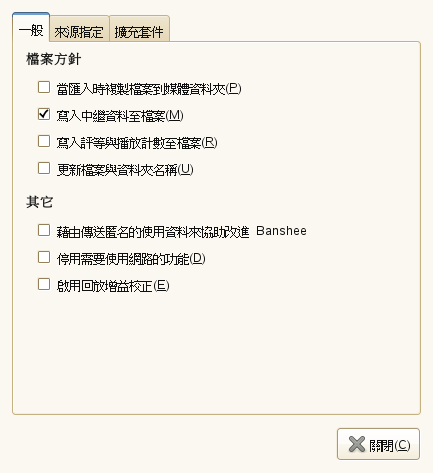 一般 來源指定 擴充套件
檔案方針
當匯入時複製檔案到媒體資料夾(P)
寫入中繼資料至檔案(M)
寫入評等與播放計數至檔案(R)
更新檔案與資料夾名稱(U)
其它
藉由傳送匿名的使用資料來協助改進 Banshee
停用需要使用網路的功能(D)
啟用回放增益校正(E)
關閉(C)